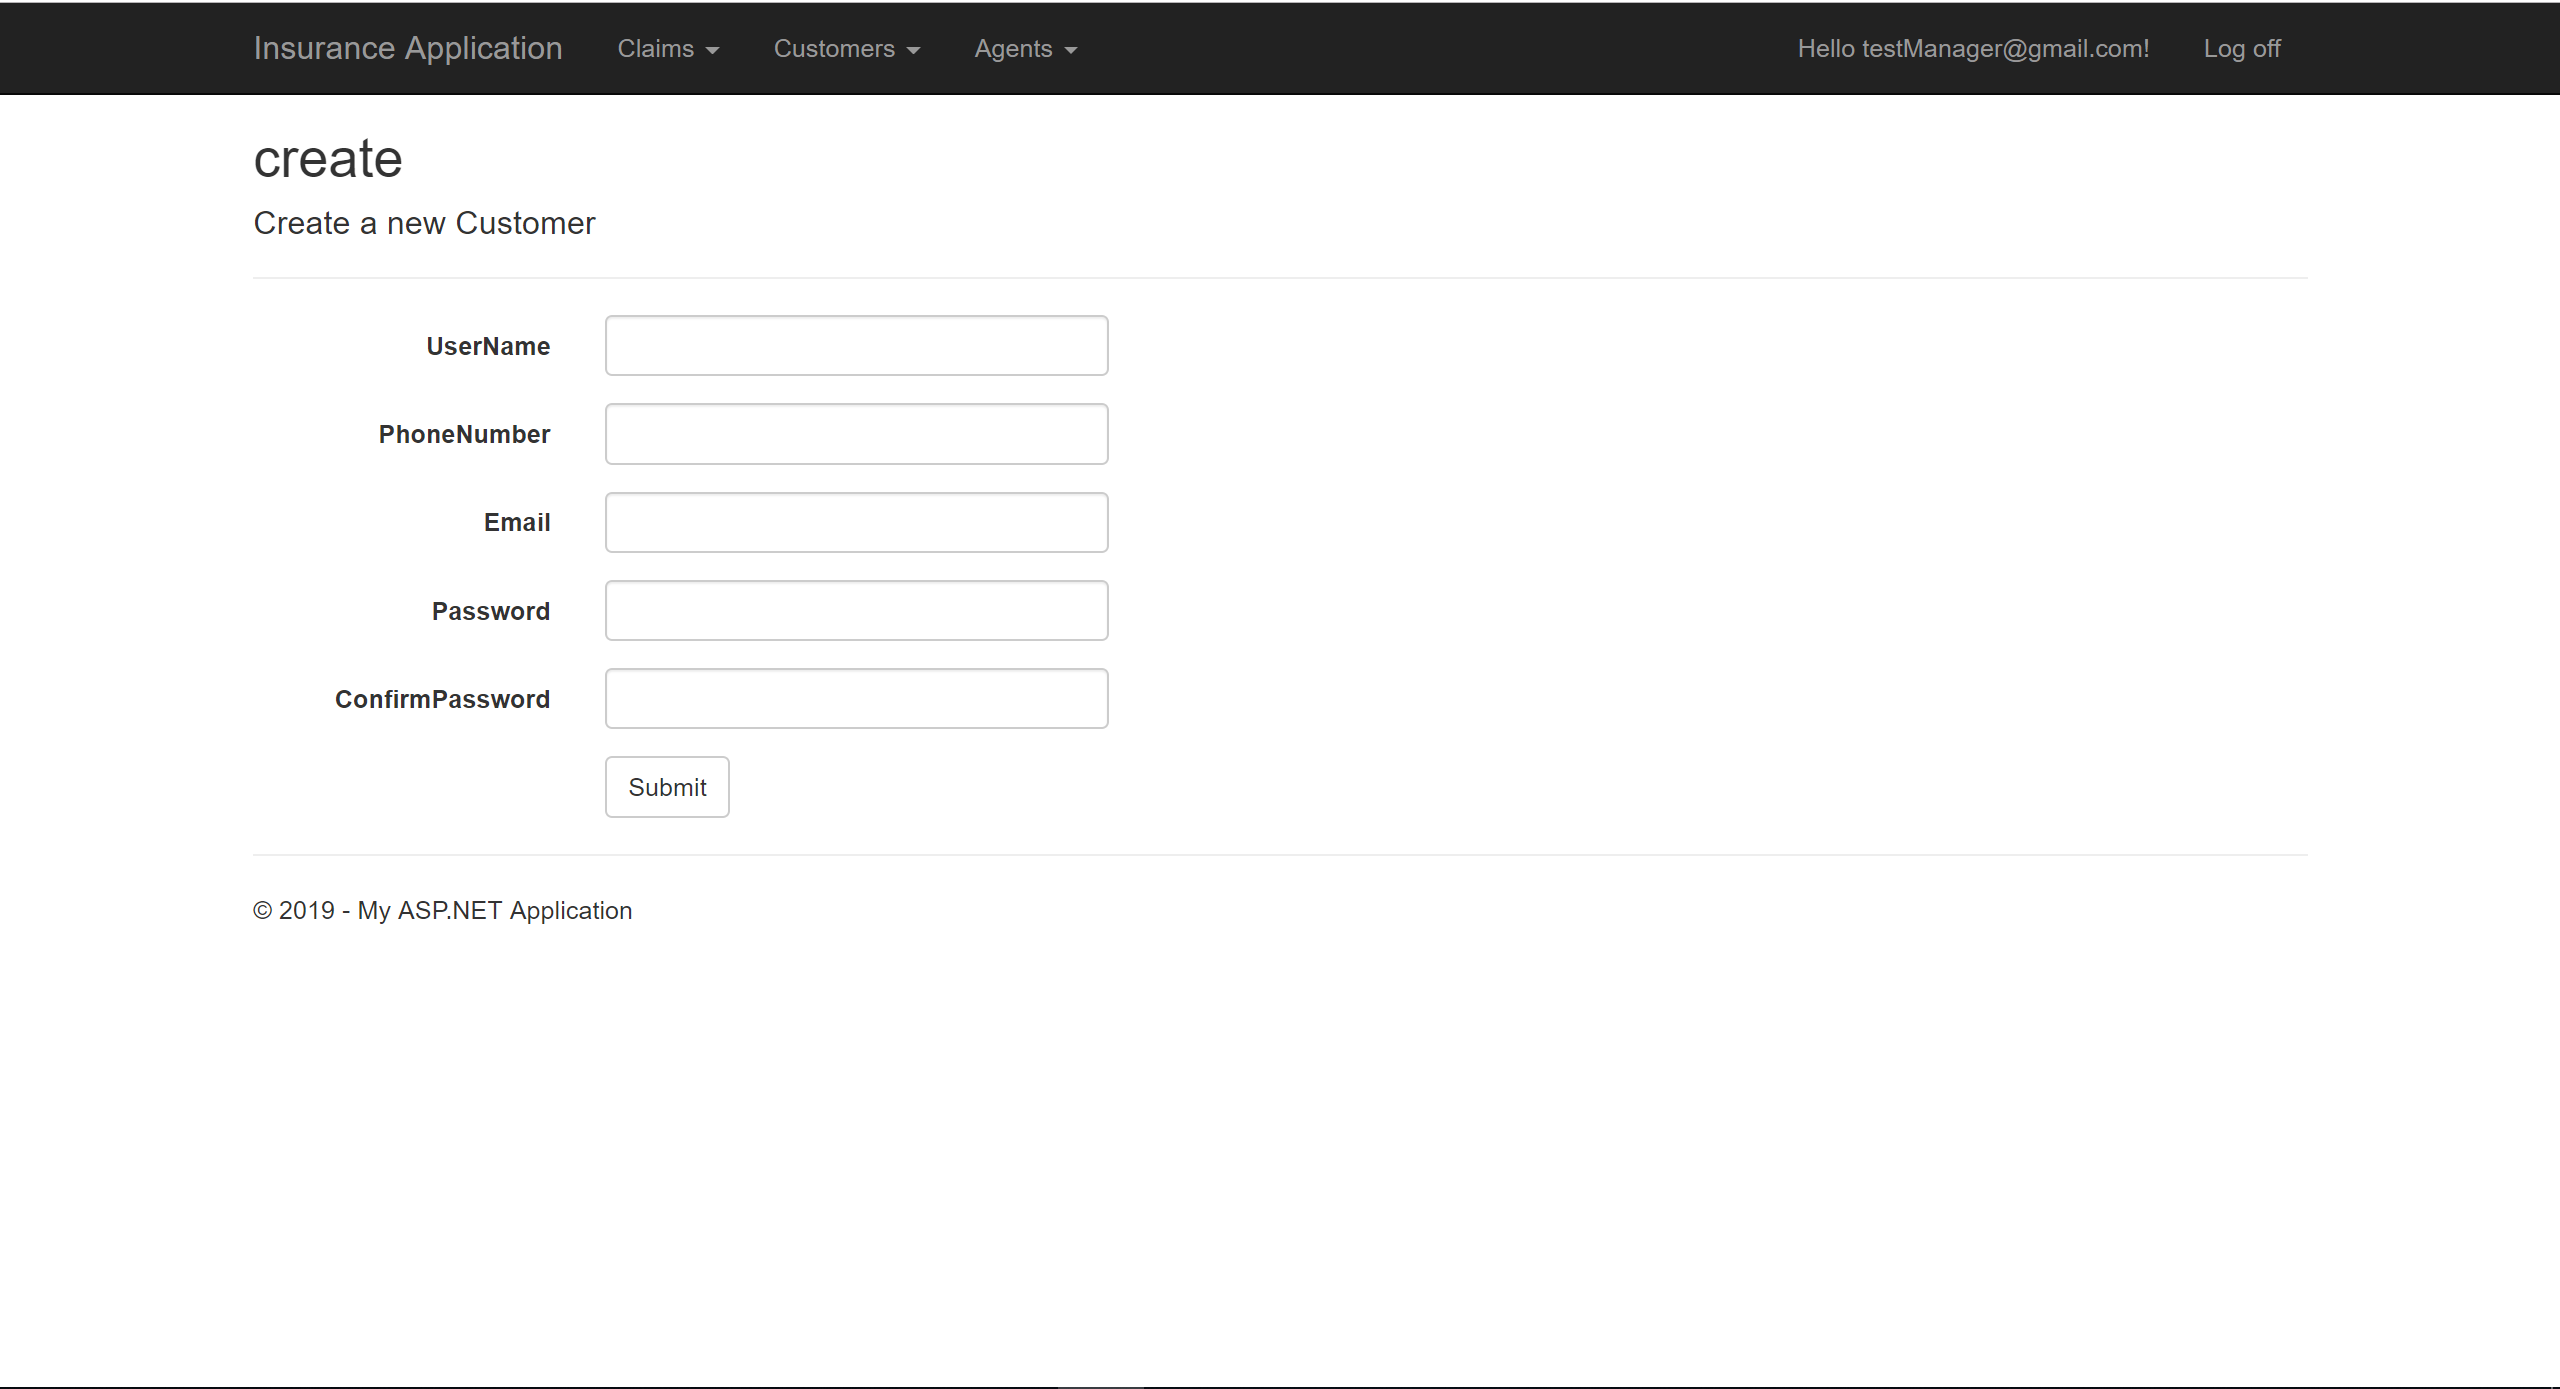 Insurance Application Claims Customers Agents Hello testManager@gmail.com! Log off
create
Create a new Customer
UserName
PhoneNumber
Email
Password
ConfirmPassword
Submit
© 2019 - My ASP.NET Application